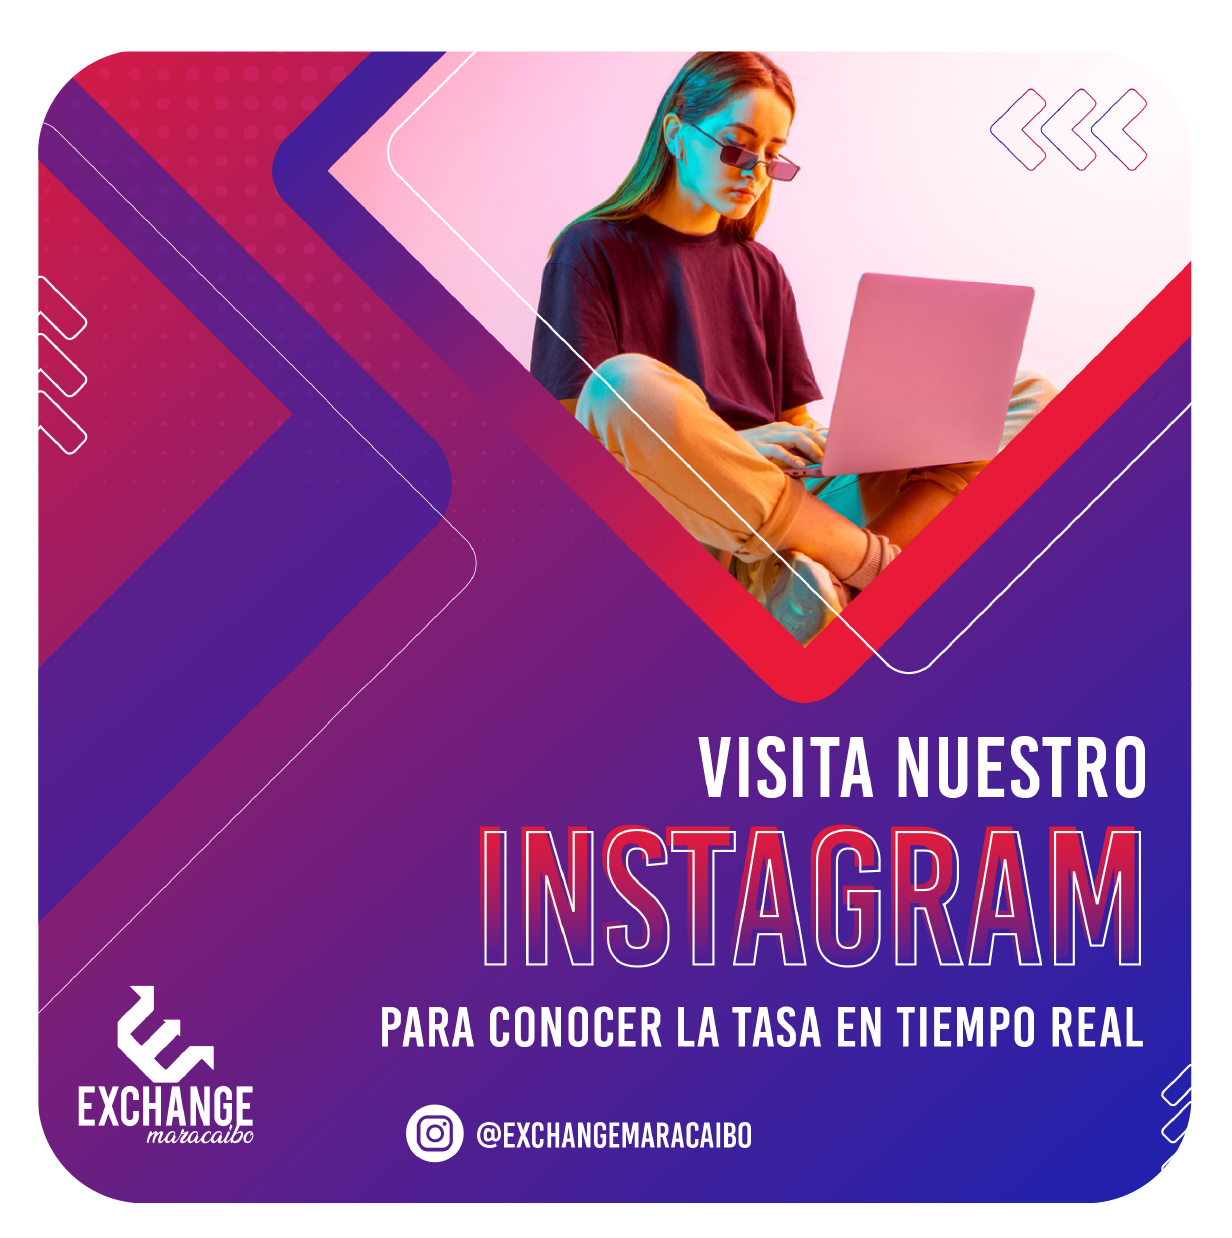 VISITA NUESTRO
INSTAGRAM
PARA CONOCER LA TASA EN TIEMPO REAL
EXCHANGE
maracaibo
@EXCHANGEMARACAIBO